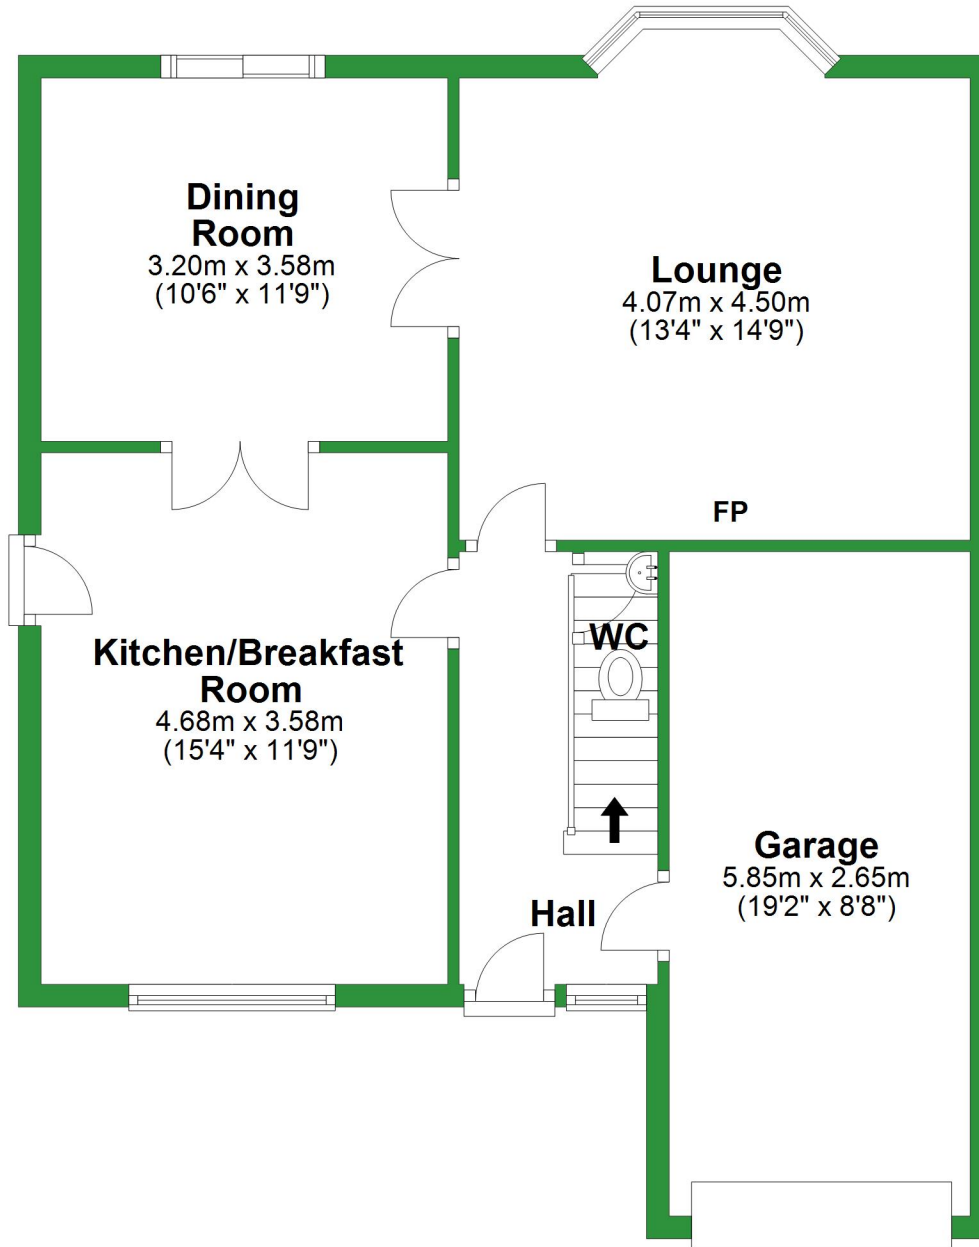 Dining
Room
3.20m x 3.58m
(10'6" x 11'9")
Lounge
4.07m x 4.50m
(13'4" x 14'9")
FP
Kitchen/Breakfast
Room
4.68m x 3.58m
(15'4" x 11'9")
WC
Hall
Garage
5.85m x 2.65m
(19'2" x 8'8")